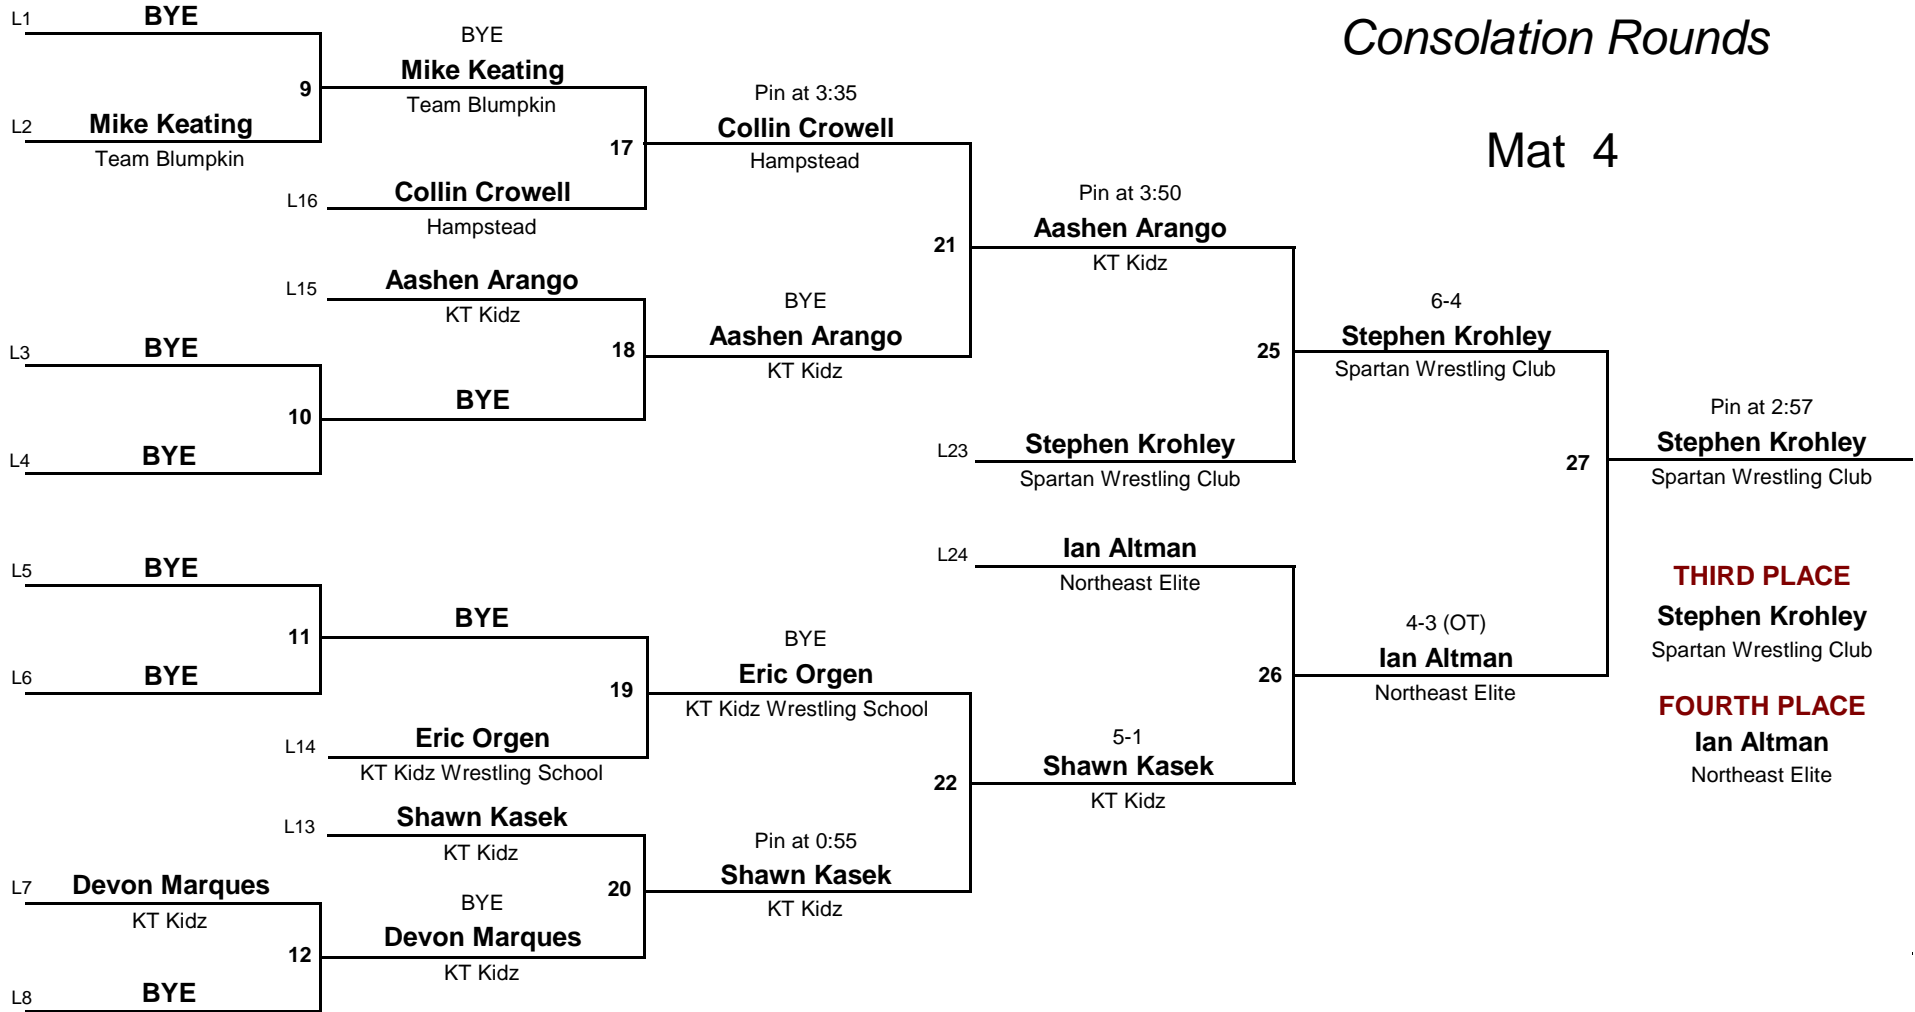 Consolation Rounds
Mat 4
L1 BYE
9
L2 Mike Keating
Team Blumpkin
BYE
Mike Keating
Team Blumpkin
17
L16 Collin Crowell
Hampstead
Pin at 3:35
Collin Crowell
Hampstead
21
L15 Aashen Arango
KT Kidz
18
L3 BYE
10
BYE
L4 BYE
BYE
Aashen Arango
KT Kidz
Pin at 3:50
Aashen Arango
KT Kidz
25
L23 Stephen Krohley
Spartan Wrestling Club
6-4
Stephen Krohley
Spartan Wrestling Club
27
Pin at 2:57
Stephen Krohley
Spartan Wrestling Club
L5 BYE
11
BYE
L6 BYE
19
L14 Eric Orgen
KT Kidz Wrestling School
BYE
Eric Orgen
KT Kidz Wrestling School
22
L13 Shawn Kasek
KT Kidz
20
L7 Devon Marques
KT Kidz
12
BYE
Devon Marques
KT Kidz
L8 BYE
Pin at 0:55
Shawn Kasek
KT Kidz
L24 Ian Altman
Northeast Elite
26
5-1
Shawn Kasek
KT Kidz
4-3 (OT)
Ian Altman
Northeast Elite
THIRD PLACE
Stephen Krohley
Spartan Wrestling Club
FOURTH PLACE
Ian Altman
Northeast Elite